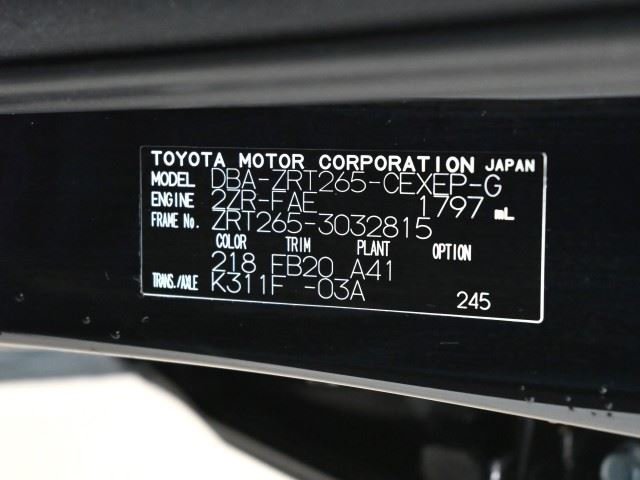 TOYOTA MOTOR CORPORATION JAPAN
MODEL DBA-ZRT265-CEXEP-G
ENGINE 2ZR-FAE 1797 mL
FRAME No. ZRT265-3032815
COLOR TRIM PLANT OPTION
218 FB20 A41
TRANS./AXLE K311F -03A 245